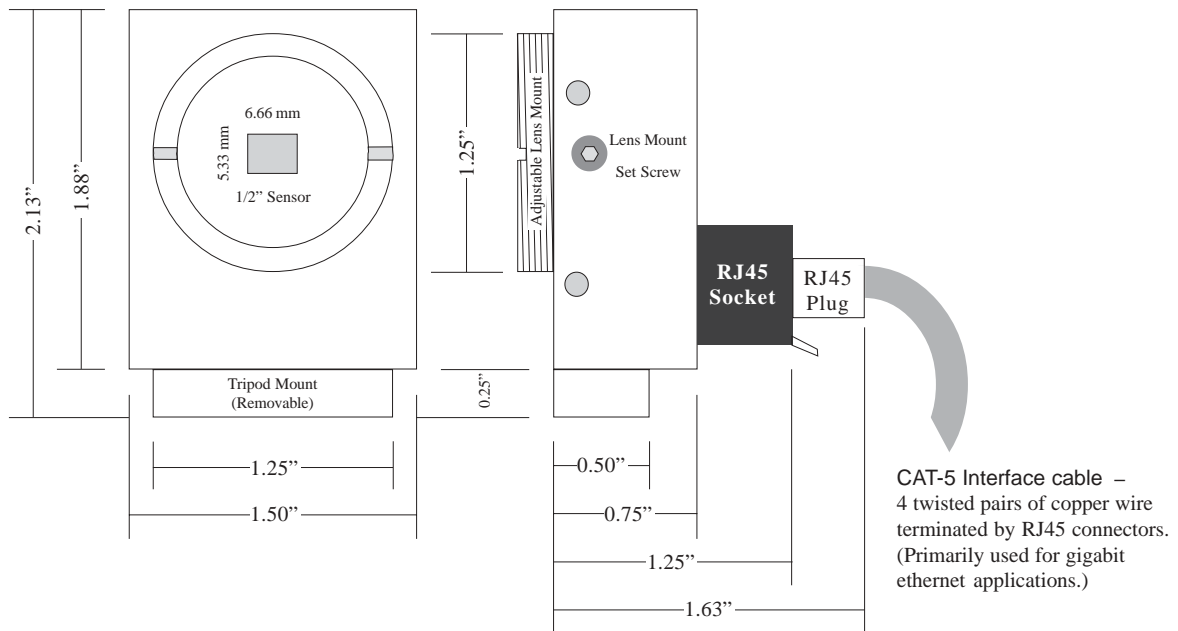 6.66 mm
5.33 mm
1/2” Sensor
2.13”
1.88”
Tripod Mount
(Removable)
1.25”
1.50”
1.25”
Adjustable Lens Mount
Lens Mount
Set Screw
RJ45
Socket
RJ45
Plug
0.25”
0.50”
0.75”
1.25”
1.63”
CAT-5 Interface cable –
4 twisted pairs of copper wire
terminated by RJ45 connectors.
(Primarily used for gigabit
ethernet applications.)